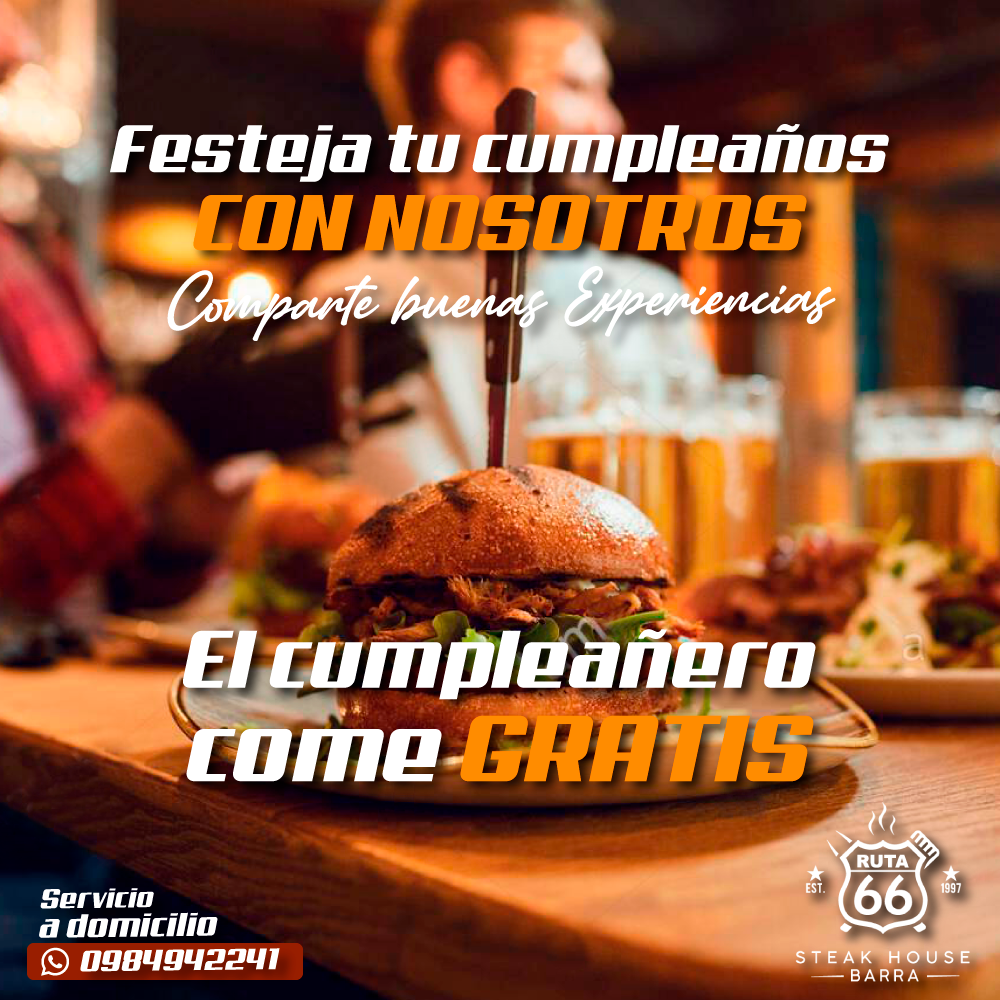 Festeja tu cumpleaños
CON NOSOTROS
Comparte buenas Experiencias
El cumpleañero
come GRATIS
Servicio
a domicilio
0984942241
RUTA
66
EST. 1997
STEAK HOUSE
BARRA